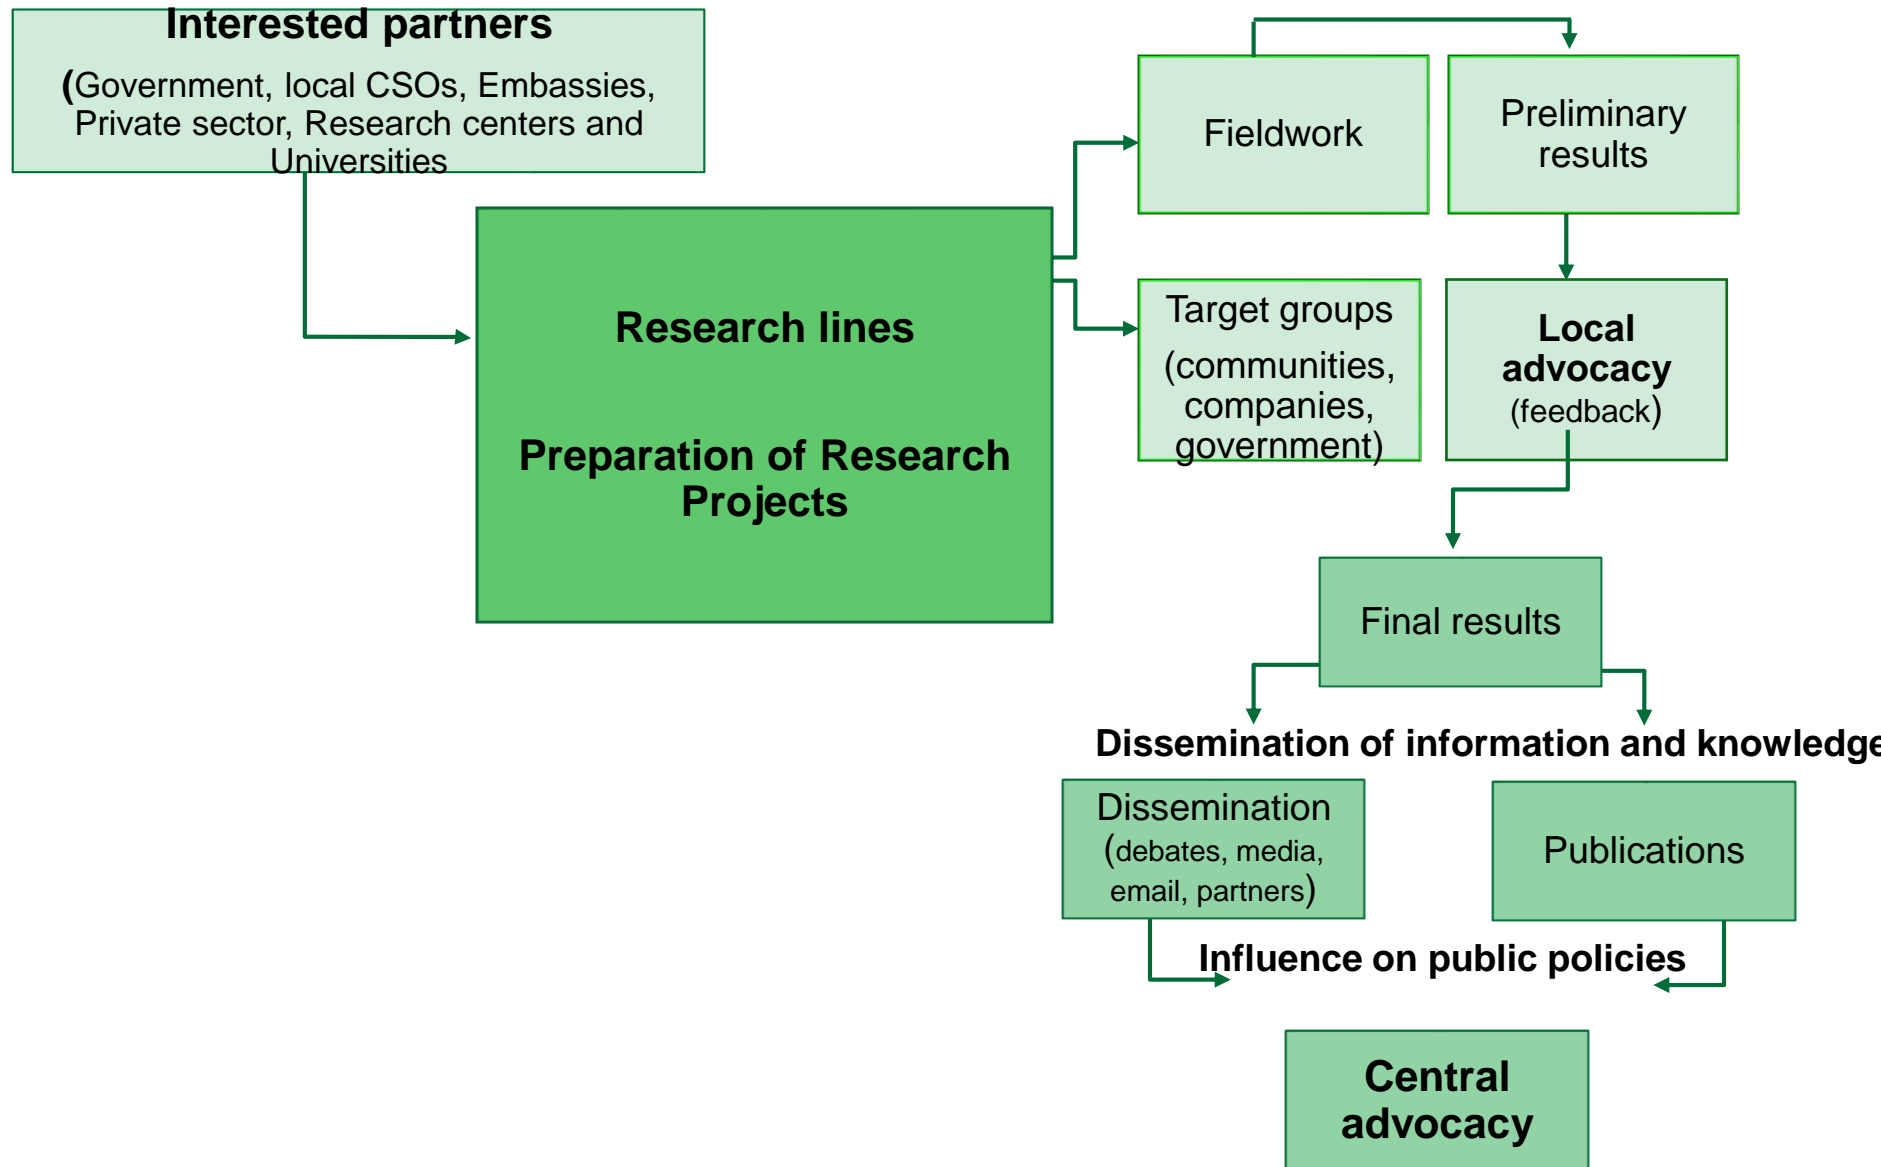 Interested partners
(Government, local CSOs, Embassies,
Private sector, Research centers and
Universities
Fieldwork
Preliminary
results
Research lines
Preparation of Research
Projects
Target groups
(communities,
companies,
government)
Local
advocacy
(feedback)
Final results
Dissemination of information and knowledge
Dissemination
(debates, media,
email, partners)
Publications
Influence on public policies
Central
advocacy